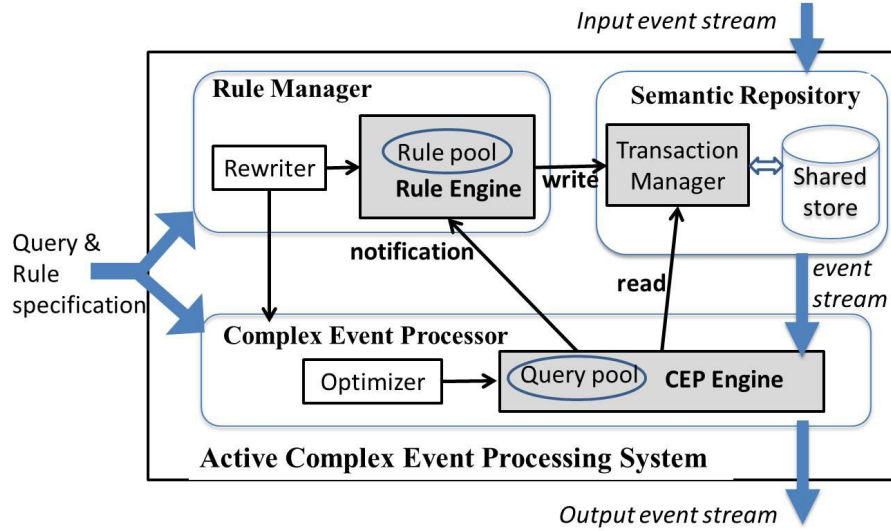 Input event stream
Rule Manager
Semantic Repository
Rewriter
Rule pool
Rule Engine
write
Transaction
Manager
Shared
store
Query &
Rule
specification
notification
read
event
stream
Complex Event Processor
Optimizer
Query pool
CEP Engine
Active Complex Event Processing System
Output event stream